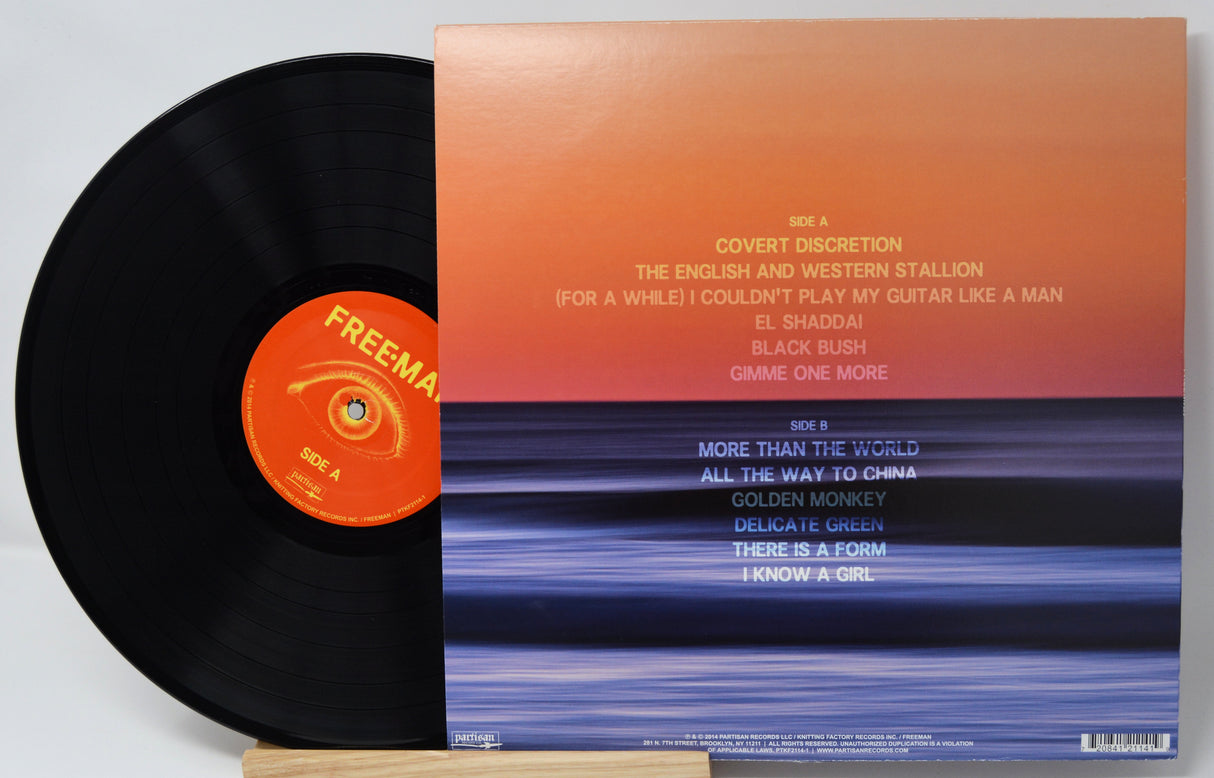 FREE·MA
SIDE A
partisan
℗ & © 2014 PARTISAN RECORDS LLC / KNITTING FACTORY RECORDS INC. / FREEMAN | PTKF2114-1
SIDE A
COVERT DISCRETION
THE ENGLISH AND WESTERN STALLION
(FOR A WHILE) I COULDN'T PLAY MY GUITAR LIKE A MAN
EL SHADDAI
BLACK BUSH
GIMME ONE MORE
SIDE B
MORE THAN THE WORLD
ALL THE WAY TO CHINA
GOLDEN MONKEY
DELICATE GREEN
THERE IS A FORM
I KNOW A GIRL
partisan
℗ & © 2014 PARTISAN RECORDS LLC / KNITTING FACTORY RECORDS INC. / FREEMAN
281 N. 7TH STREET, BROOKLYN, NY 11211 | ALL RIGHTS RESERVED. UNAUTHORIZED DUPLICATION IS A VIOLATION
OF APPLICABLE LAWS. PTKF2114-1 | WWW.PARTISANRECORDS.COM
20841 21141